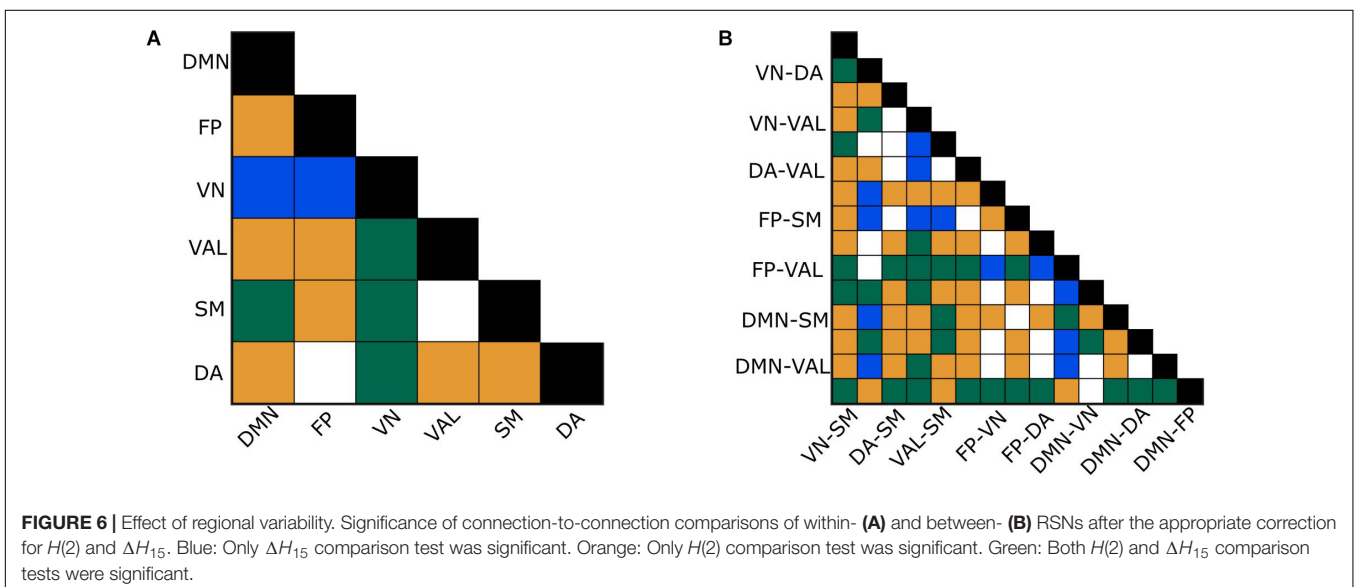 A
DMN
FP
VN
VAL
SM
DA
DMN FP VN VAL SM DA
B
VN-DA
VN-VAL
DA-VAL
FP-SM
FP-VAL
DMN-SM
DMN-VAL
VN-SM DA-SM VAL-SM FP-VN FP-DA DMN-VN DMN-DA DMN-FP
FIGURE 6 | Effect of regional variability. Significance of connection-to-connection comparisons of within- (A) and between- (B) RSNs after the appropriate correction
for H(2) and ΔH₁₅. Blue: Only ΔH₁₅ comparison test was significant. Orange: Only H(2) comparison test was significant. Green: Both H(2) and ΔH₁₅ comparison
tests were significant.